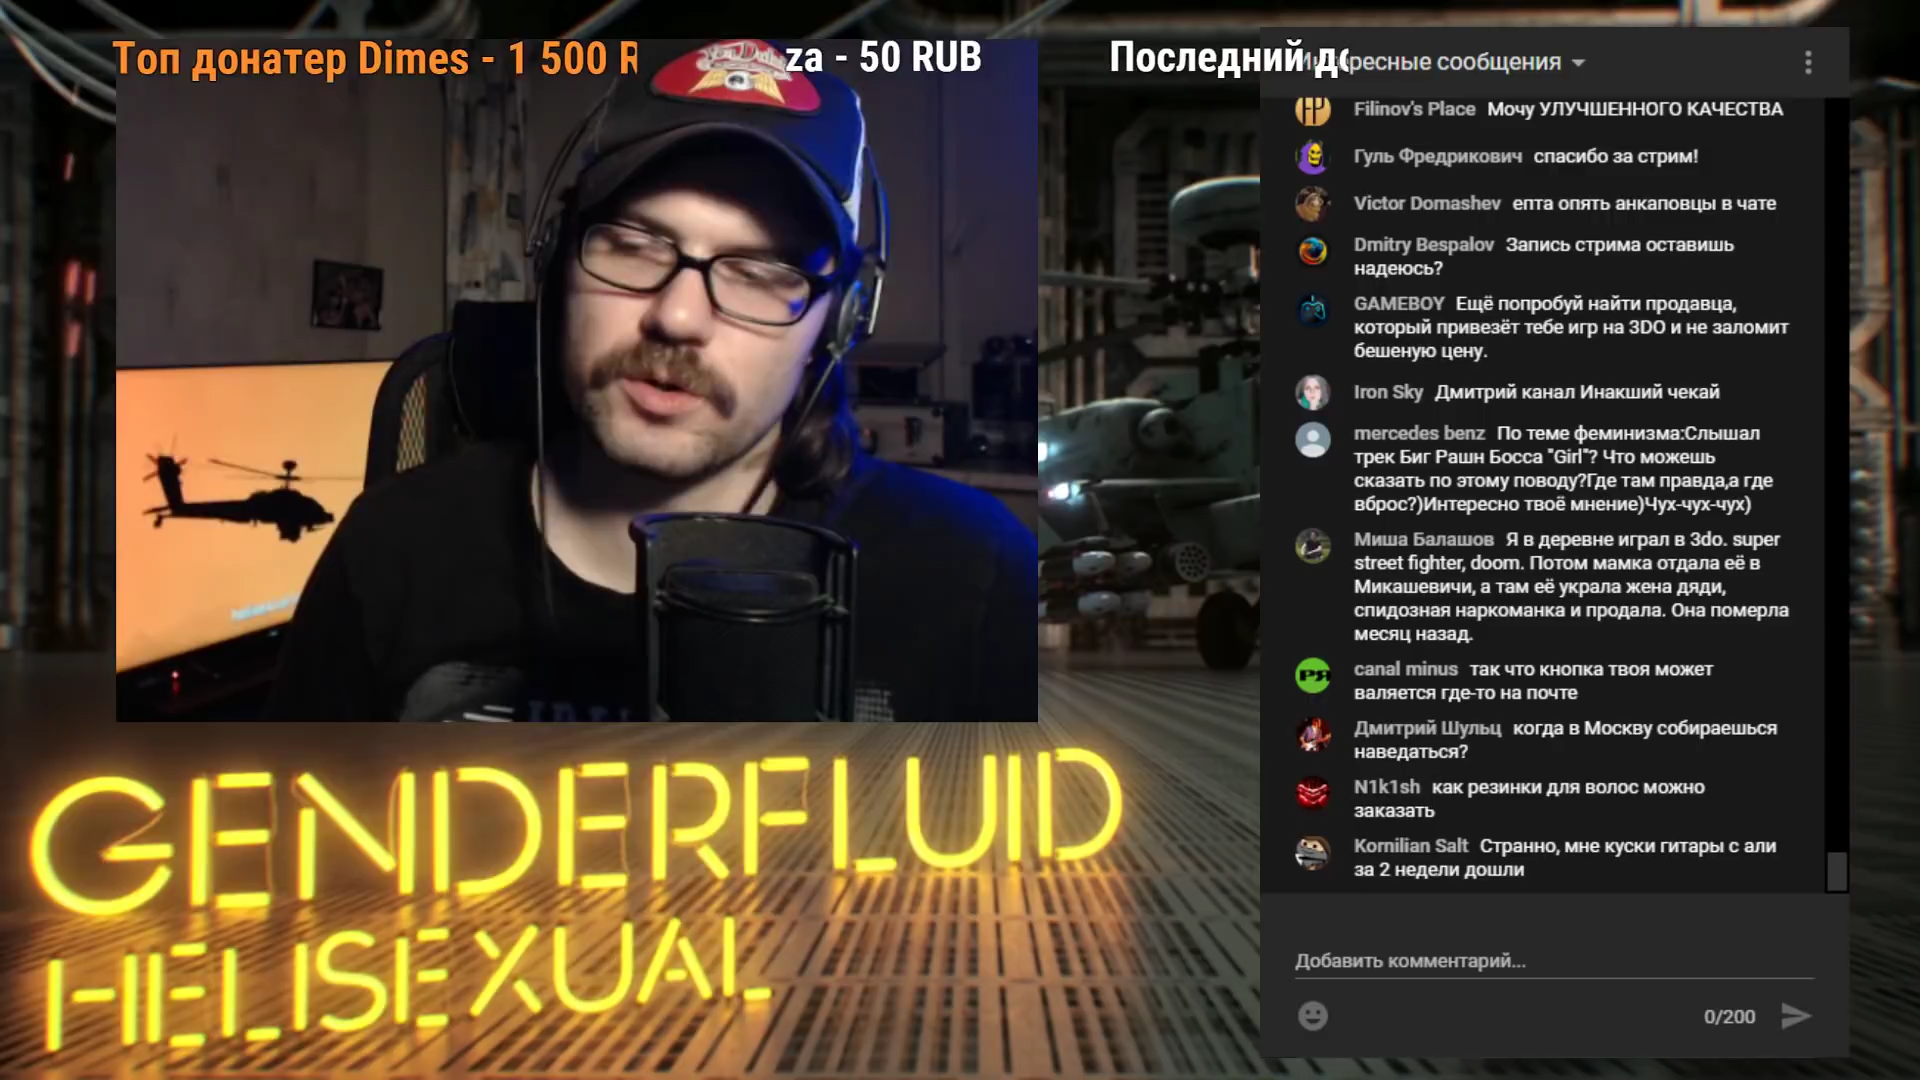 Топ донатер Dimes - 1 500 R
za - 50 RUB
Последний до
ресные сообщения
Filinov's Place Мочу УЛУЧШЕННОГО КАЧЕСТВА
Гуль Фредрикович спасибо за стрим!
Victor Domashev епта опять анкаповцы в чате
Dmitry Bespalov Запись стрима оставишь
надеюсь?
GAMEBOY Ещё попробуй найти продавца,
который привезёт тебе игр на 3DO и не заломит
бешеную цену.
Iron Sky Дмитрий канал Инакший чекай
mercedes benz По теме феминизма:Слышал
трек Биг Рашн Босса "Girl"? Что можешь
сказать по этому поводу?Где там правда,а где
вброс?)Интересно твоё мнение)Чух-чух-чух)
Миша Балашов Я в деревне играл в 3do. super
street fighter, doom. Потом мамка отдала её в
Микашевичи, а там её украла жена дяди,
спидозная наркоманка и продала. Она померла
месяц назад.
canal minus так что кнопка твоя может
валяется где-то на почте
Дмитрий Шульц когда в Москву собираешься
наведаться?
N1k1sh как резинки для волос можно
заказать
Kornilian Salt Странно, мне куски гитары с али
за 2 недели дошли
Добавить комментарий...
0/200
GENDERFLUID
HELISEXUAL